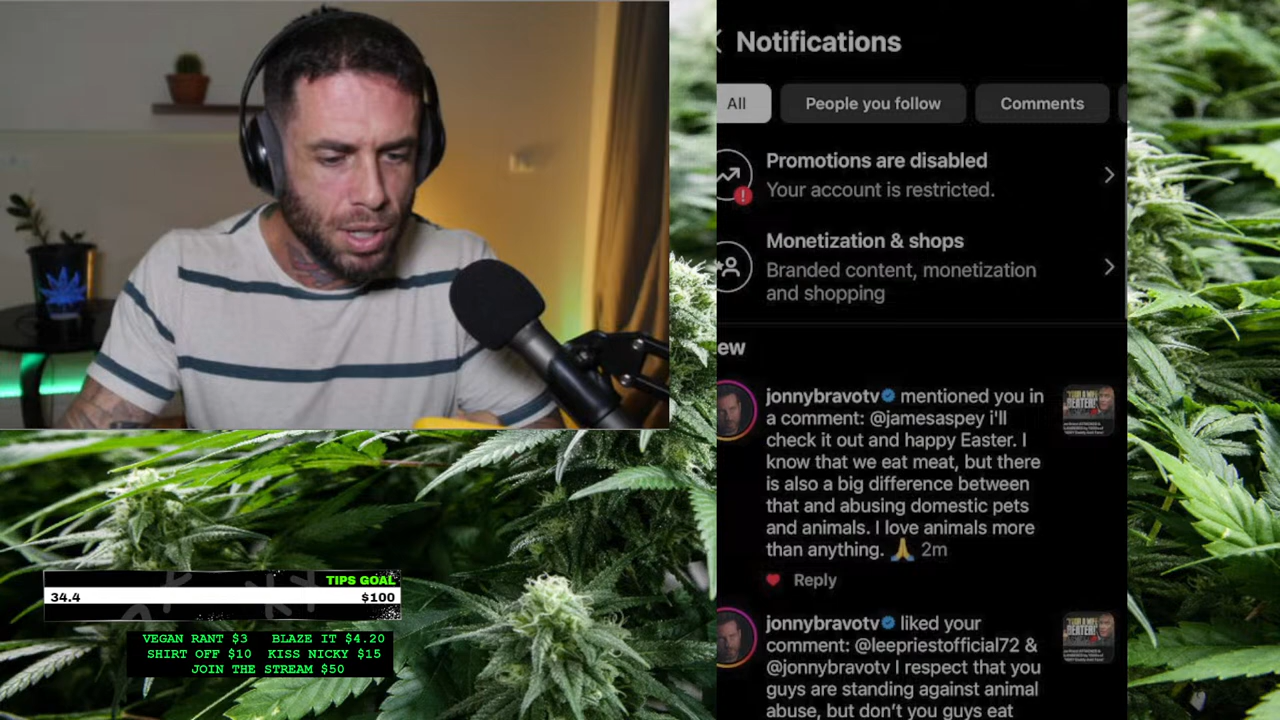 Notifications
All
People you follow
Comments
Promotions are disabled
Your account is restricted.
Monetization & shops
Branded content, monetization
and shopping
ew
jonnybravotv mentioned you in
a comment: @jamesaspey i'll
check it out and happy Easter. I
know that we eat meat, but there
is also a big difference between
that and abusing domestic pets
and animals. I love animals more
than anything. 🙏 2m
Reply
jonnybravotv liked your
comment: @leepriestofficial72 &
@jonnybravotv I respect that you
guys are standing against animal
abuse, but don't you guys eat
TIPS GOAL
34.4 $100
VEGAN RANT $3 BLAZE IT $4.20
SHIRT OFF $10 KISS NICKY $15
JOIN THE STREAM $50